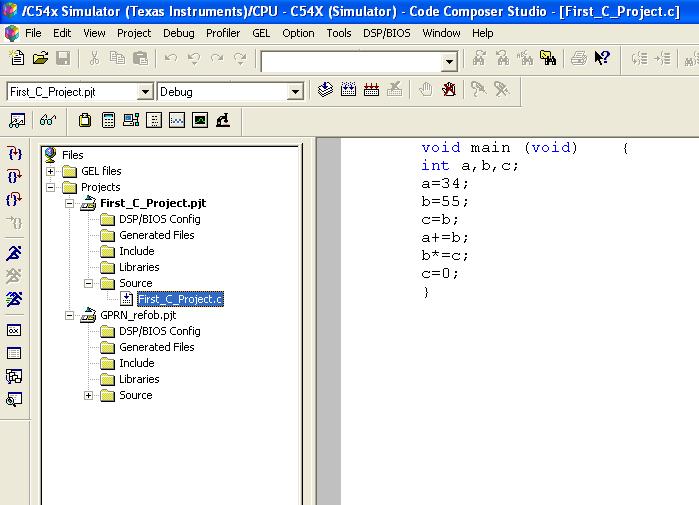 /C54x Simulator (Texas Instruments)/CPU - C54X (Simulator) - Code Composer Studio - [First_C_Project.c]
File Edit View Project Debug Profiler GEL Option Tools DSP/BIOS Window Help
First_C_Project.pjt Debug
Files
GEL files
Projects
First_C_Project.pjt
DSP/BIOS Config
Generated Files
Include
Libraries
Source
First_C_Project.c
GPRN_refob.pjt
DSP/BIOS Config
Generated Files
Include
Libraries
Source
void main (void) {
int a,b,c;
a=34;
b=55;
c=b;
a+=b;
b*=c;
c=0;
}